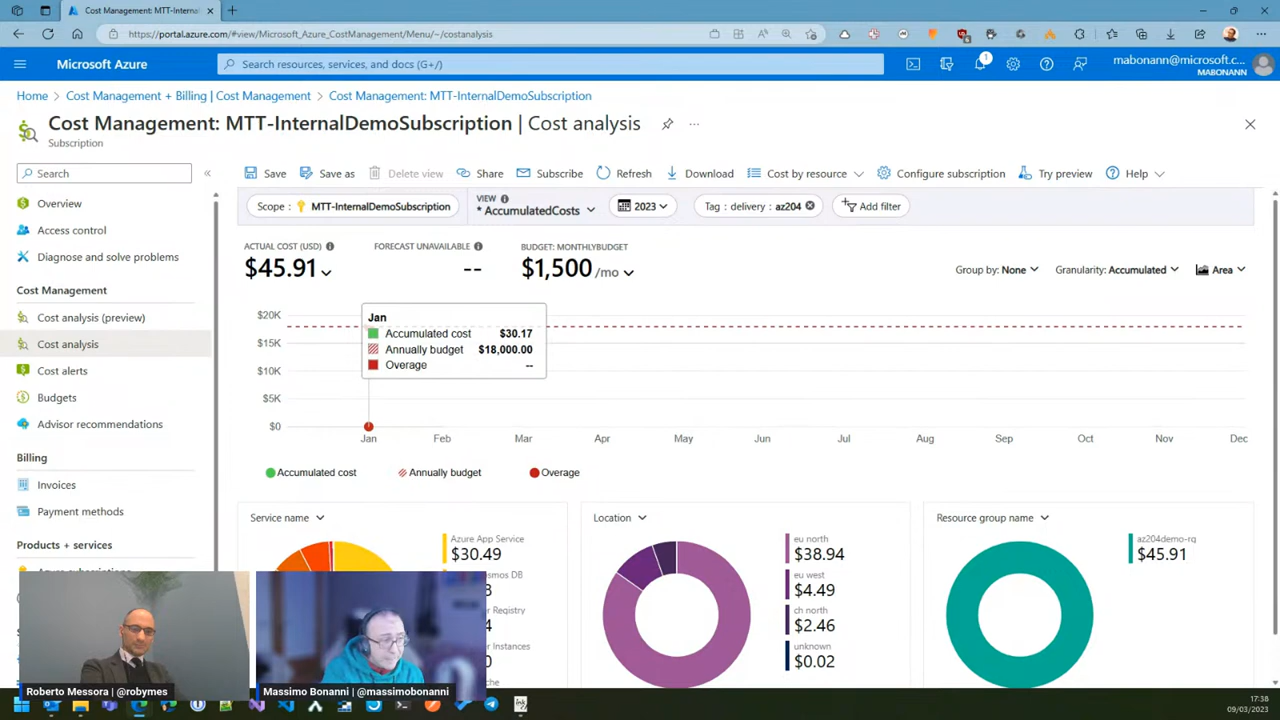 Cost Management: MTT-Internal
https://portal.azure.com/#view/Microsoft_Azure_CostManagement/Menu/~/costanalysis
Microsoft Azure
Search resources, services, and docs (G+/)
1
mabonann@microsoft.c...
MABONANN
Home > Cost Management + Billing | Cost Management > Cost Management: MTT-InternalDemoSubscription
Cost Management: MTT-InternalDemoSubscription | Cost analysis
Subscription
Search
Overview
Access control
Diagnose and solve problems
Cost Management
Cost analysis (preview)
Cost analysis
Cost alerts
Budgets
Advisor recommendations
Billing
Invoices
Payment methods
Products + services
Save
Save as
Delete view
Share
Subscribe
Refresh
Download
Cost by resource
Configure subscription
Try preview
Help
Scope : MTT-InternalDemoSubscription
VIEW
* AccumulatedCosts
2023
Tag : delivery : az204
Add filter
ACTUAL COST (USD)
$45.91
FORECAST UNAVAILABLE
--
BUDGET: MONTHLYBUDGET
$1,500 /mo
Group by: None
Granularity: Accumulated
Area
$20K
$15K
$10K
$5K
$0
Jan
Accumulated cost $30.17
Annually budget $18,000.00
Overage --
Jan Feb Mar Apr May Jun Jul Aug Sep Oct Nov Dec
Accumulated cost
Annually budget
Overage
Service name
Azure App Service
$30.49
Location
eu north
$38.94
eu west
$4.49
ch north
$2.46
unknown
$0.02
Resource group name
az204demo-rg
$45.91
Roberto Messora | @robymes
Massimo Bonanni | @massimobonanni
17:38
09/03/2023